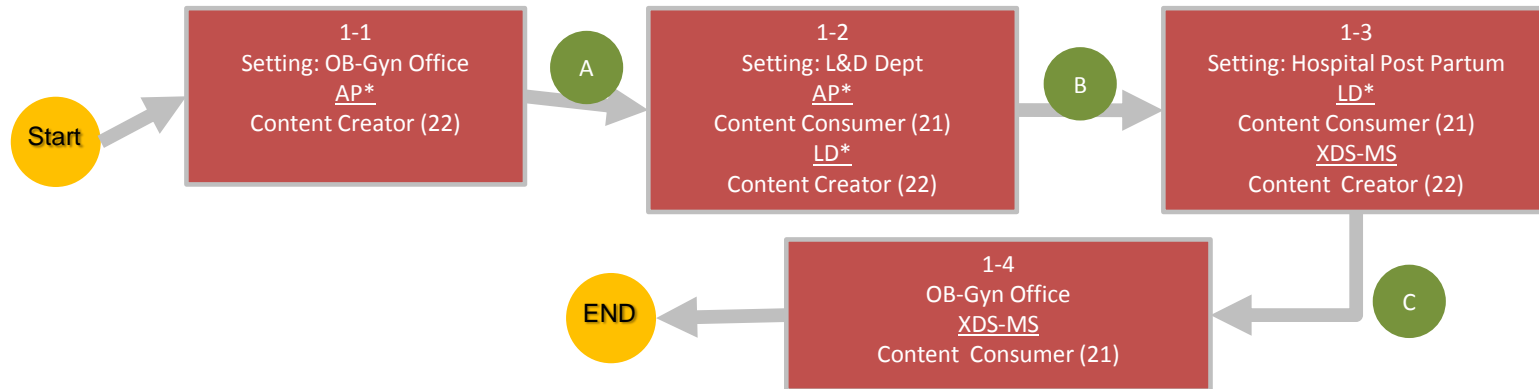 Start
1-1
Setting: OB-Gyn Office
AP*
Content Creator (22)
A
1-2
Setting: L&D Dept
AP*
Content Consumer (21)
LD*
Content Creator (22)
B
1-3
Setting: Hospital Post Partum
LD*
Content Consumer (21)
XDS-MS
Content Creator (22)
C
1-4
OB-Gyn Office
XDS-MS
Content Consumer (21)
END